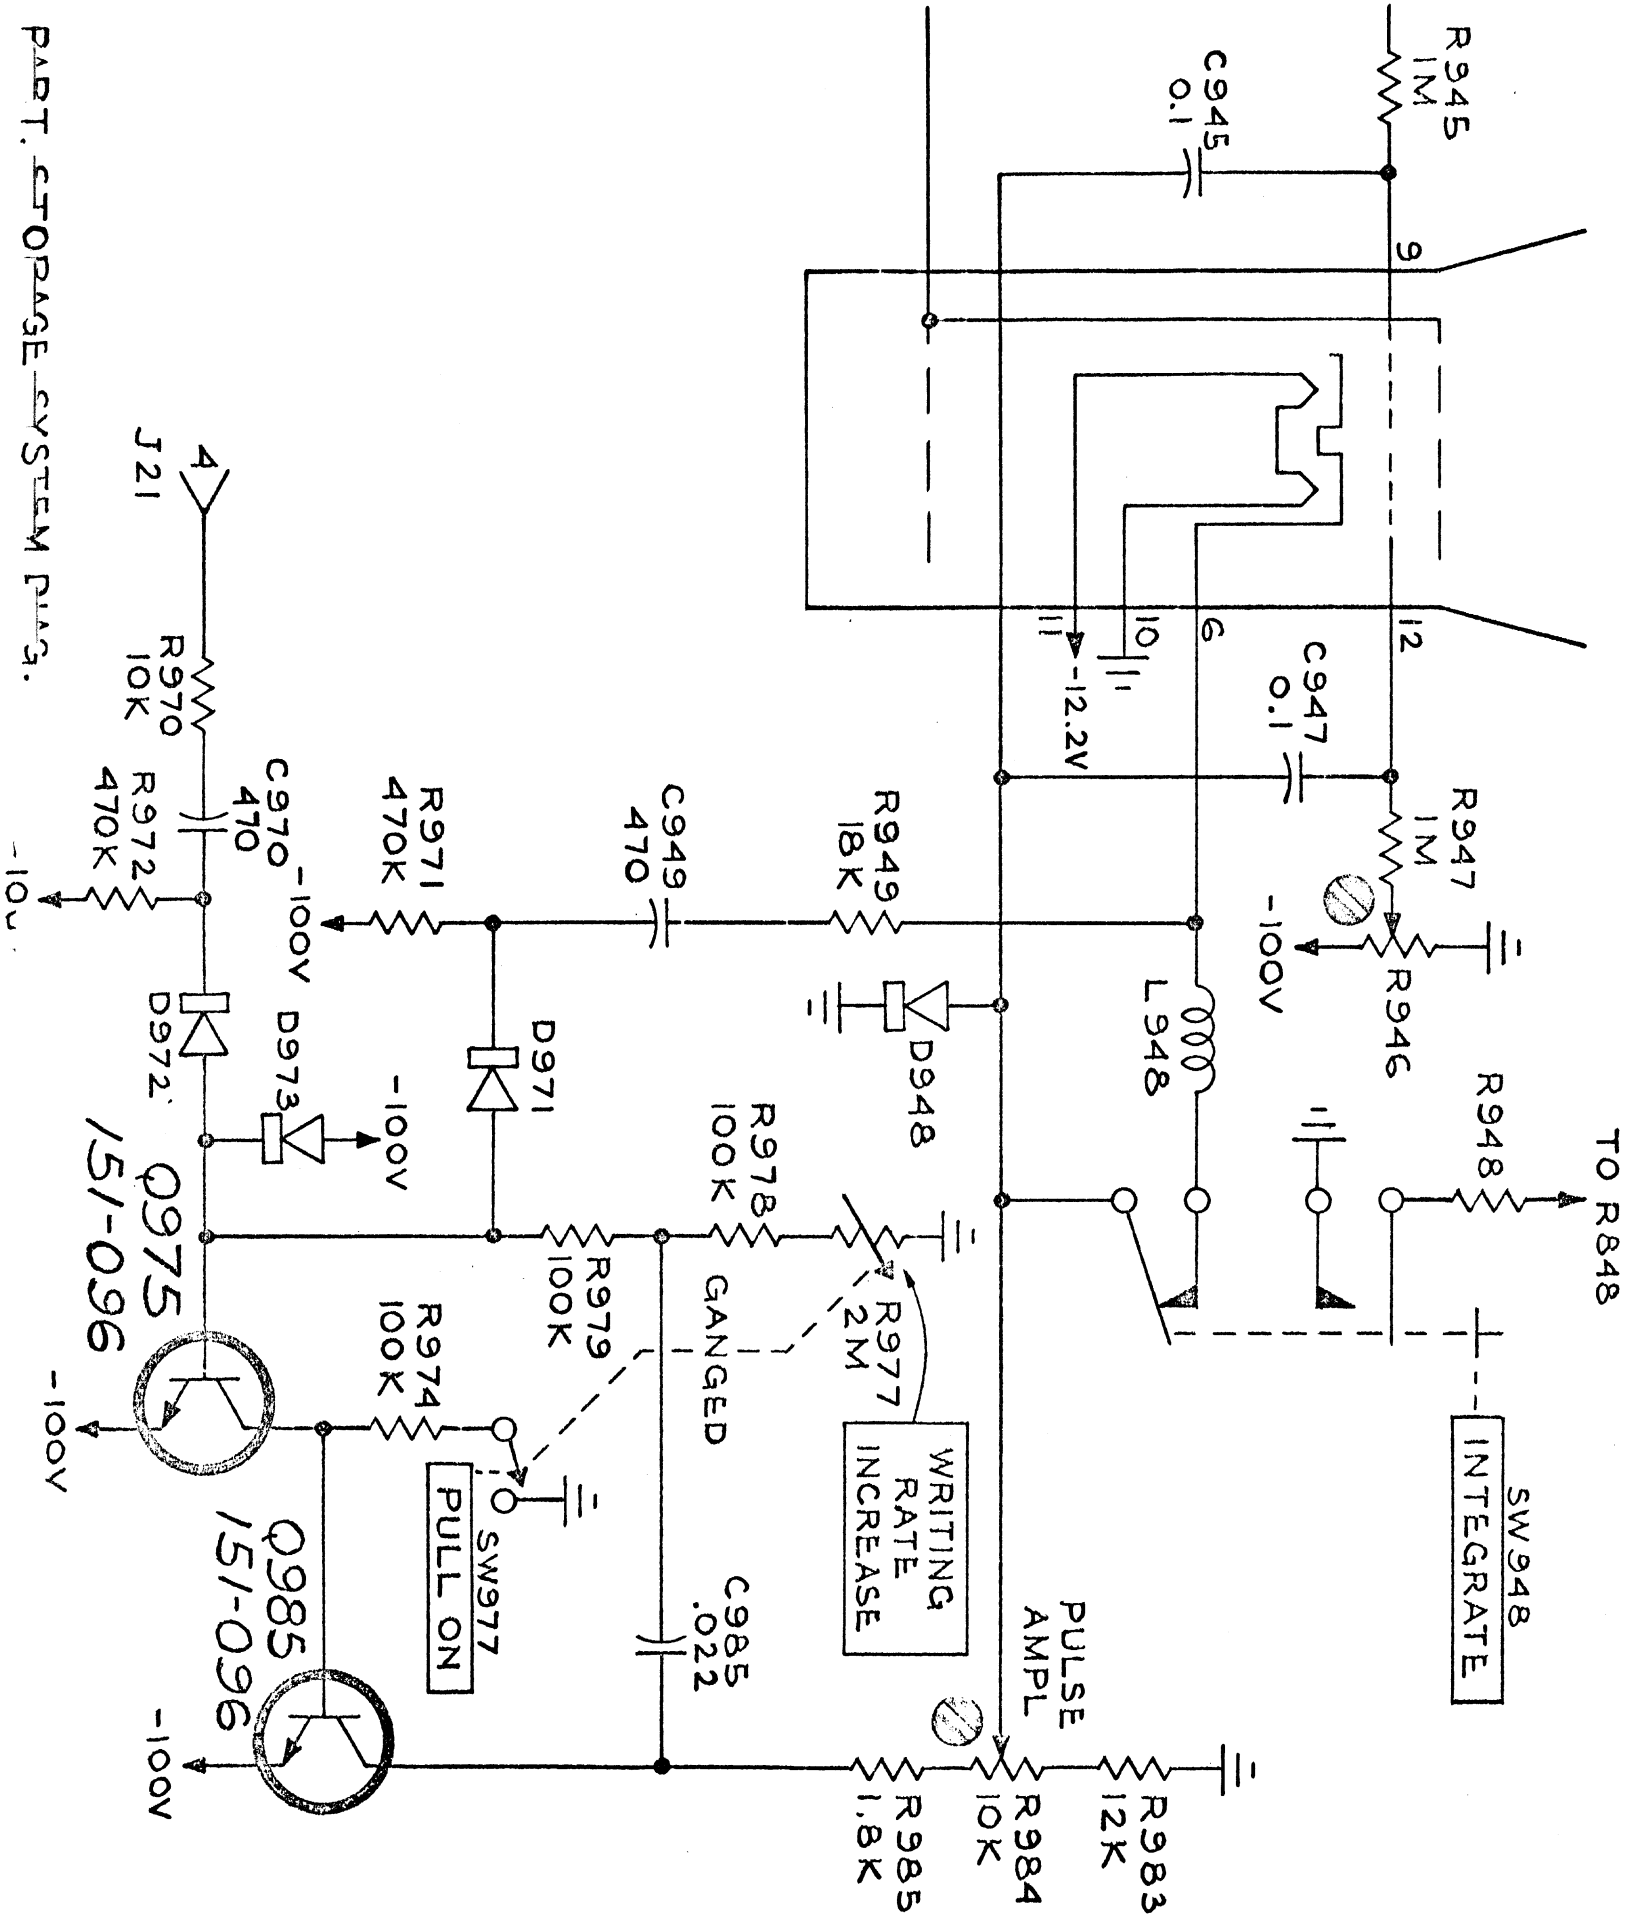 TO R848
R948
SW948
INTEGRATE
R945
1M
9
12
R947
1M
R946
-100V
C945
0.1
C947
0.1
6
10
11
-12.2V
L948
R949
18K
D948
C949
470
R978
100K
R977
2M
GANGED
WRITING
RATE
INCREASE
PULSE
AMPL
R983
12K
R984
10K
R985
1.8K
C985
.022
R979
100K
D971
R971
470K
-100V
SW977
PULL ON
R974
100K
-100V
D973
C970
470
R970
10K
4
J21
R972
470K
D972
Q975
151-096
-100V
Q985
151-096
-100V
PART. STORAGE SYSTEM DIAG.